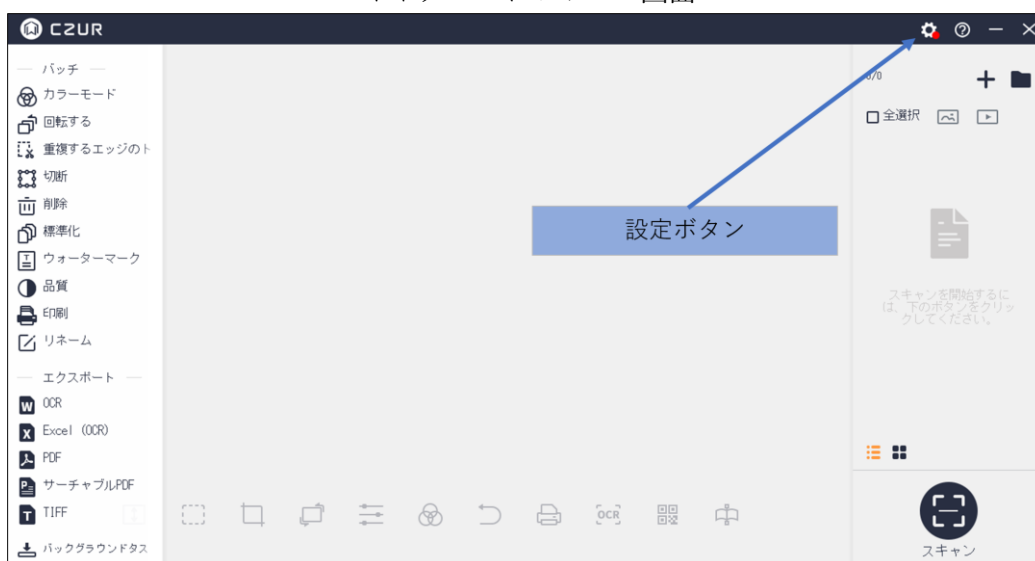 CZUR
バッチ
カラーモード
回転する
重複するエッジのト
切断
削除
標準化
ウォーターマーク
品質
印刷
リネーム
エクスポート
OCR
Excel (OCR)
PDF
サーチャブルPDF
TIFF
バックグラウンドタス
設定ボタン
OCR
全選択
スキャンを開始するに
は、下のボタンをクリッ
クしてください。
スキャン